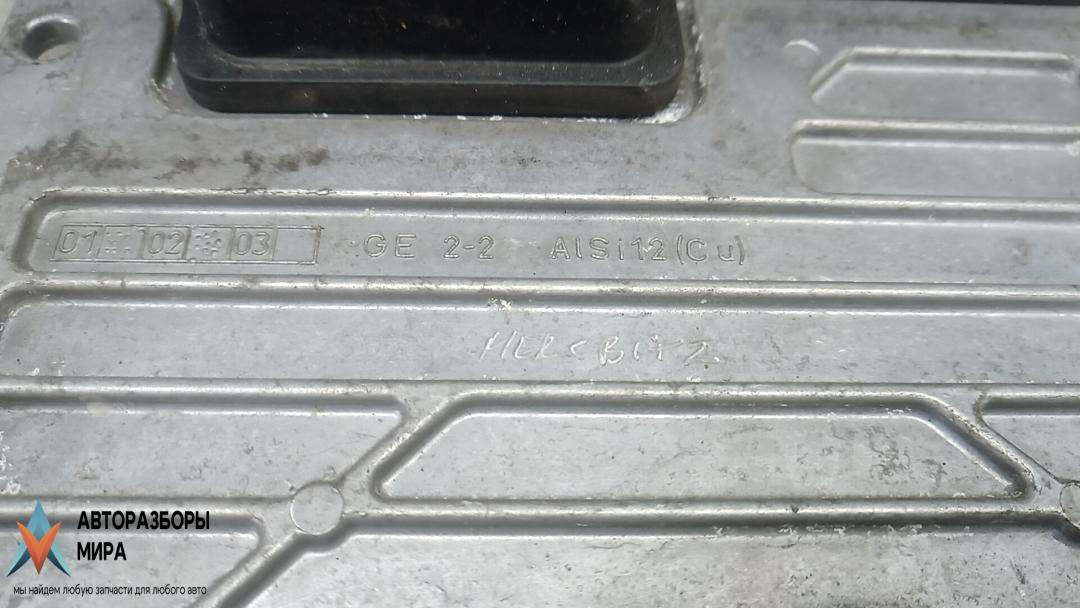 01 02 03 GE 2-2 AlSi12(Cu)
АВТОРАЗБОРЫ
МИРА
мы найдем любую запчасти для любого авто